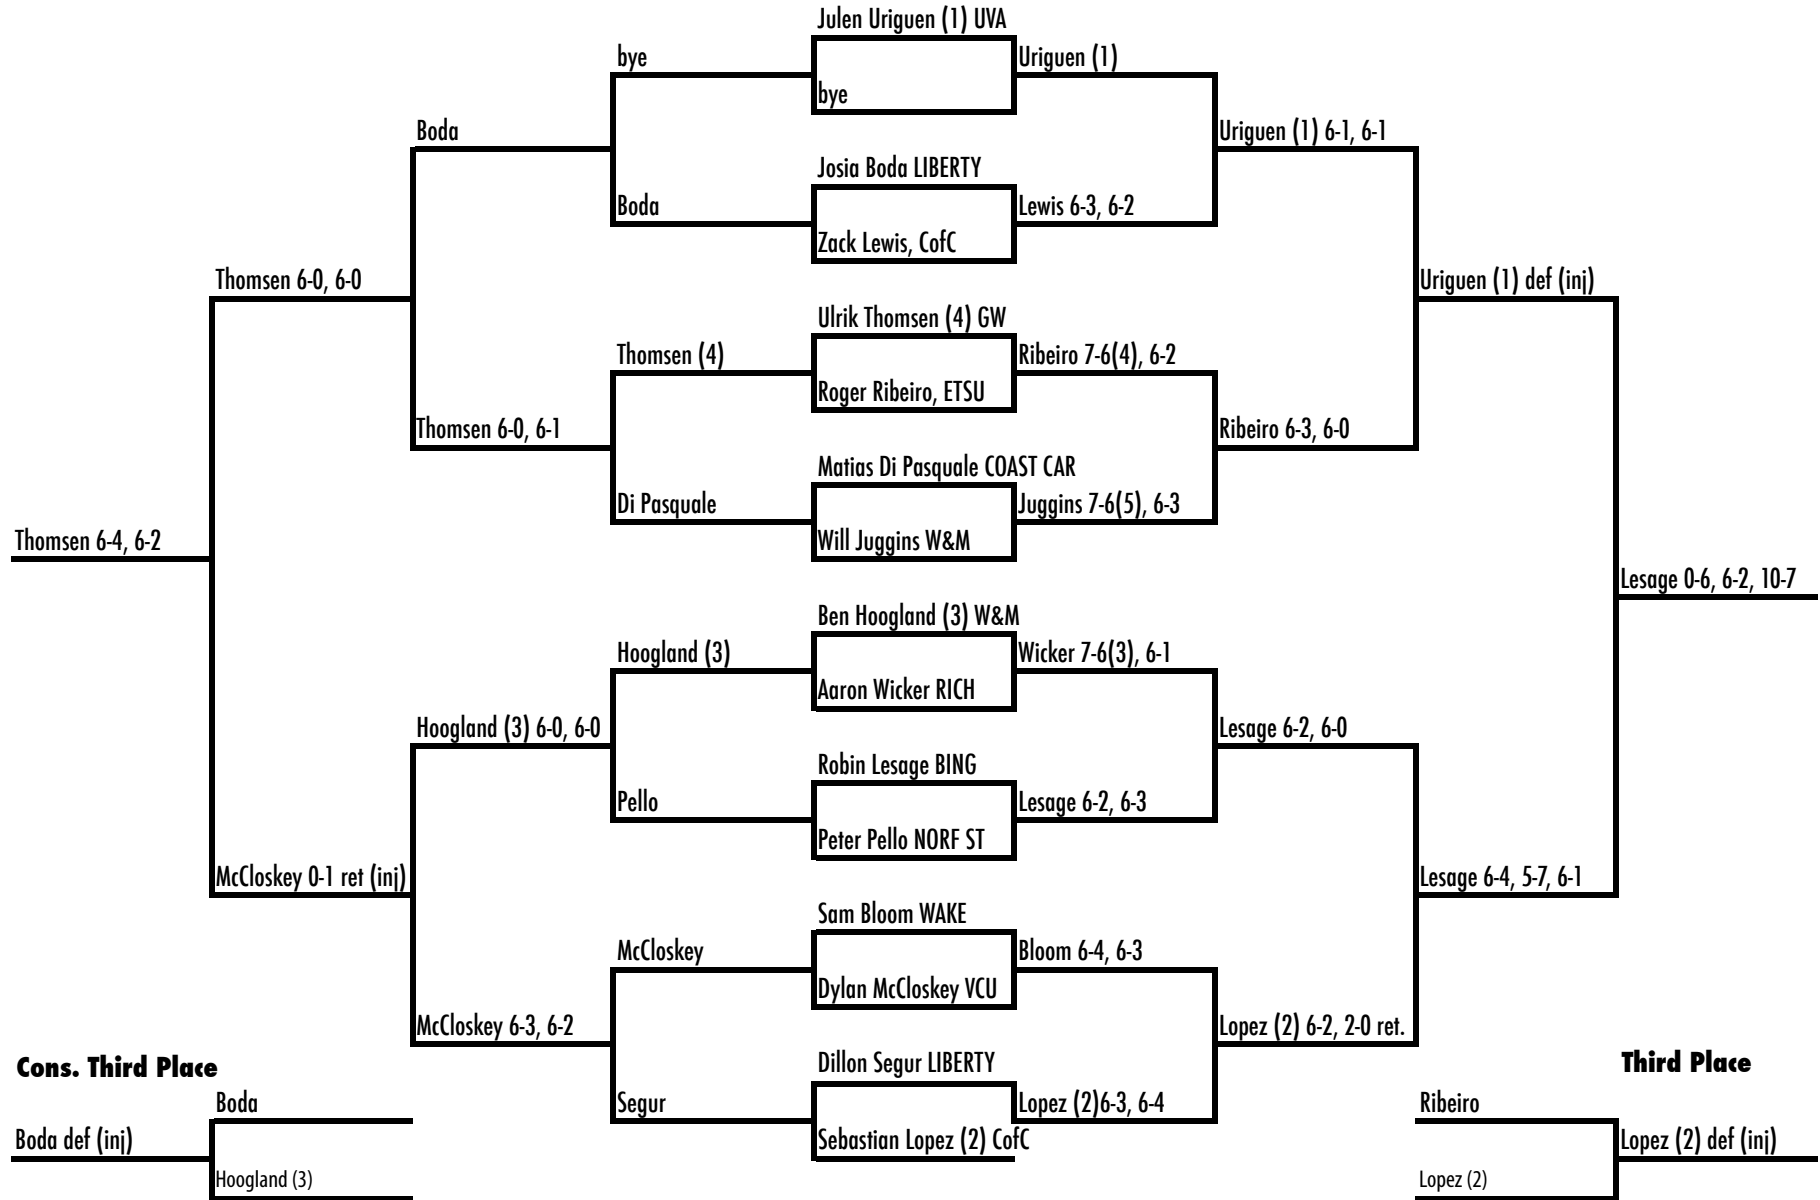 Julen Uriguen (1) UVA
bye
Uriguen (1)
bye
Boda
Uriguen (1) 6-1, 6-1
Josia Boda LIBERTY
Boda
Lewis 6-3, 6-2
Zack Lewis, CofC
Thomsen 6-0, 6-0
Uriguen (1) def (inj)
Ulrik Thomsen (4) GW
Thomsen (4)
Ribeiro 7-6(4), 6-2
Roger Ribeiro, ETSU
Thomsen 6-0, 6-1
Ribeiro 6-3, 6-0
Matias Di Pasquale COAST CAR
Di Pasquale
Juggins 7-6(5), 6-3
Will Juggins W&M
Thomsen 6-4, 6-2
Lesage 0-6, 6-2, 10-7
Ben Hoogland (3) W&M
Hoogland (3)
Wicker 7-6(3), 6-1
Aaron Wicker RICH
Hoogland (3) 6-0, 6-0
Lesage 6-2, 6-0
Robin Lesage BING
Pello
Lesage 6-2, 6-3
Peter Pello NORF ST
McCloskey 0-1 ret (inj)
Lesage 6-4, 5-7, 6-1
Sam Bloom WAKE
McCloskey
Bloom 6-4, 6-3
Dylan McCloskey VCU
McCloskey 6-3, 6-2
Lopez (2) 6-2, 2-0 ret.
Dillon Segur LIBERTY
Segur
Lopez (2)6-3, 6-4
Sebastian Lopez (2) CofC
Cons. Third Place
Boda
Boda def (inj)
Hoogland (3)
Third Place
Ribeiro
Lopez (2) def (inj)
Lopez (2)